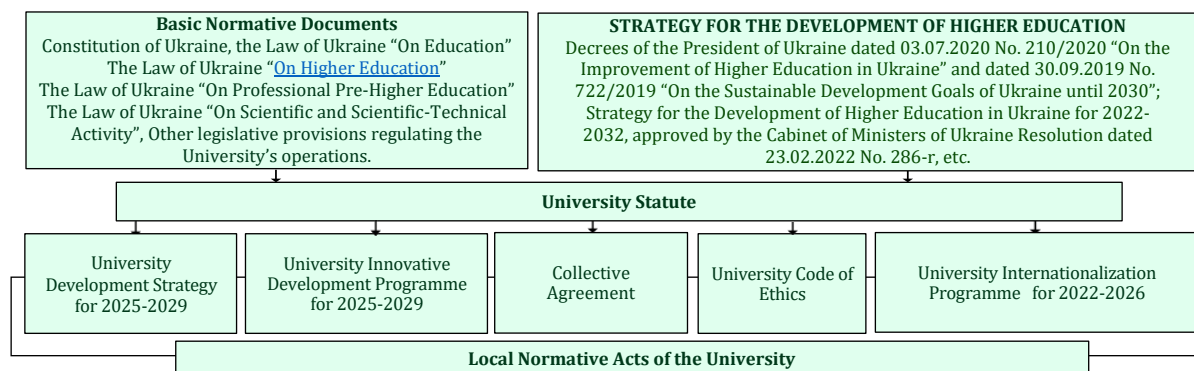 Basic Normative Documents
Constitution of Ukraine, the Law of Ukraine “On Education”
The Law of Ukraine “On Higher Education”
The Law of Ukraine “On Professional Pre-Higher Education”
The Law of Ukraine “On Scientific and Scientific-Technical
Activity”, Other legislative provisions regulating the
University’s operations.
STRATEGY FOR THE DEVELOPMENT OF HIGHER EDUCATION
Decrees of the President of Ukraine dated 03.07.2020 No. 210/2020 “On the
Improvement of Higher Education in Ukraine” and dated 30.09.2019 No.
722/2019 “On the Sustainable Development Goals of Ukraine until 2030”;
Strategy for the Development of Higher Education in Ukraine for 2022-
2032, approved by the Cabinet of Ministers of Ukraine Resolution dated
23.02.2022 No. 286-r, etc.
University Statute
University
Development Strategy
for 2025-2029
University Innovative
Development Programme
for 2025-2029
Collective
Agreement
University Code of
Ethics
University Internationalization
Programme for 2022-2026
Local Normative Acts of the University